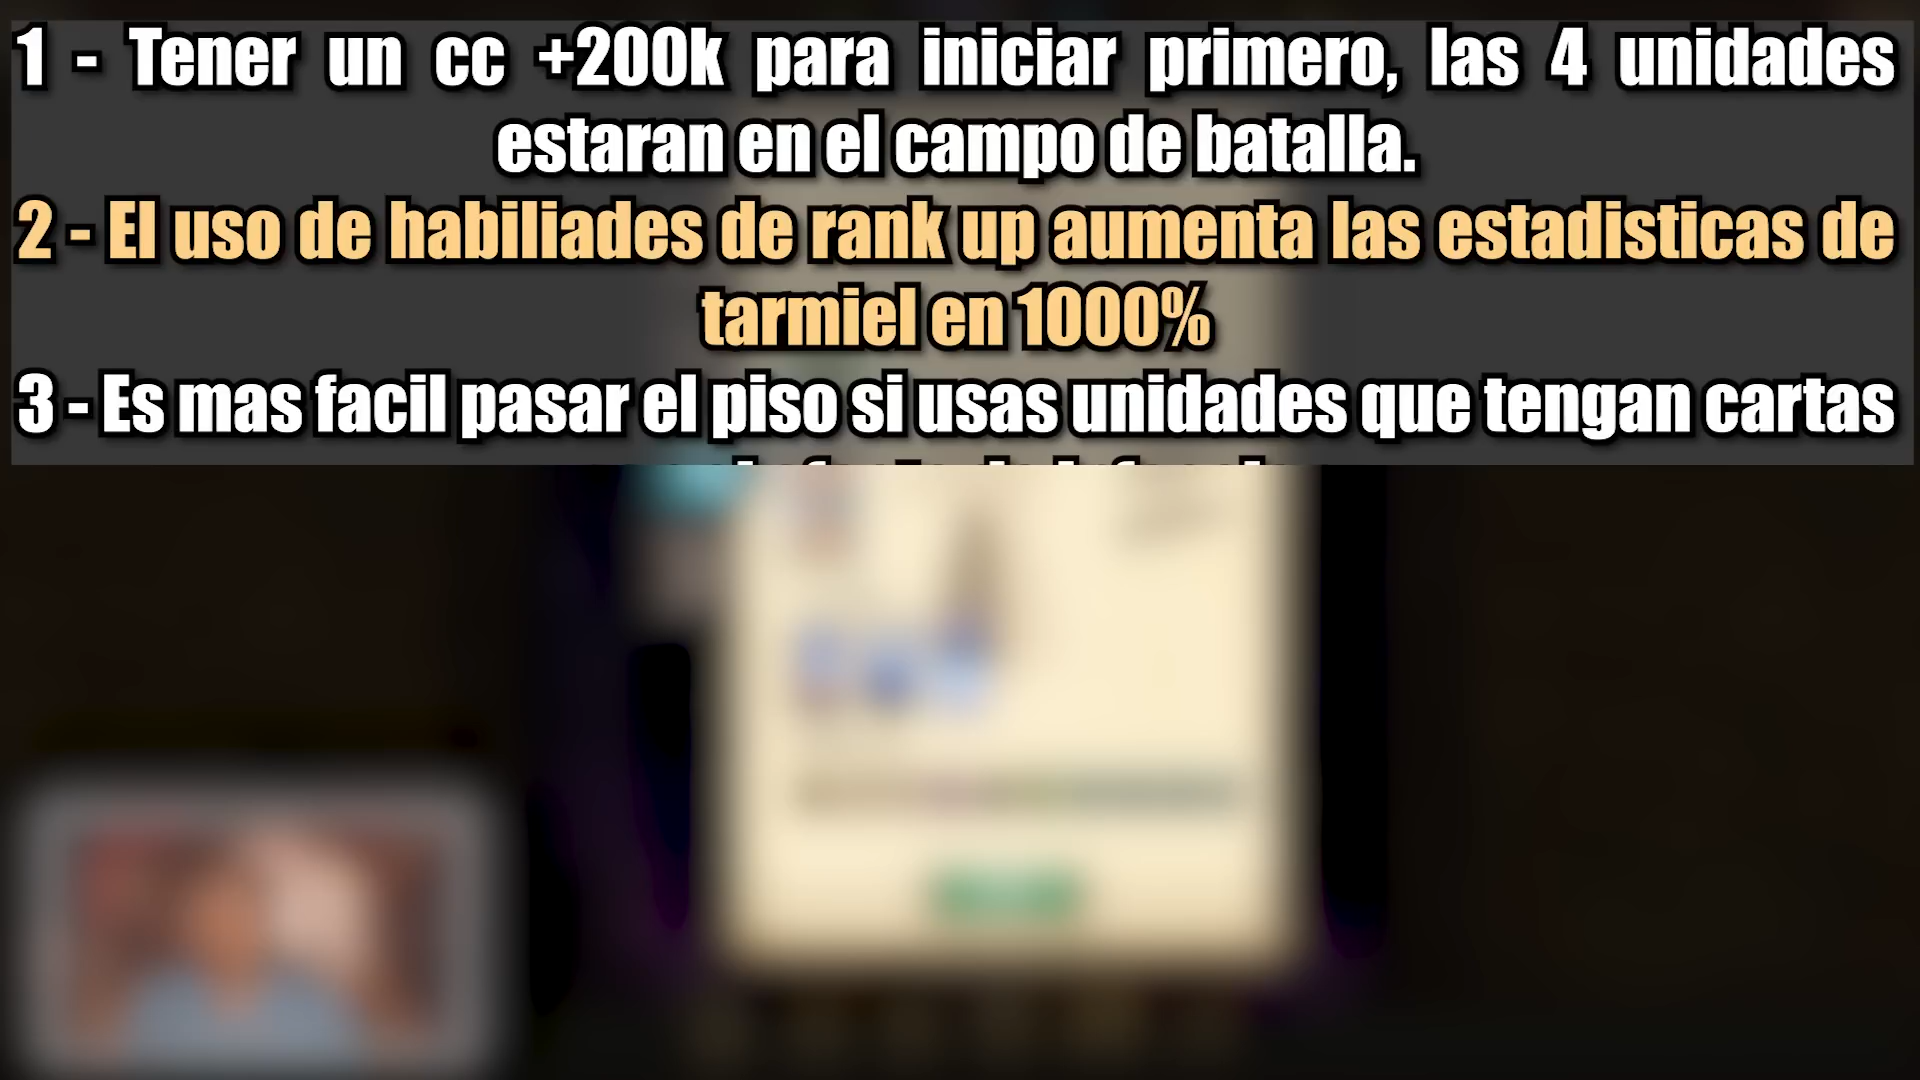 1 - Tener un cc +200k para iniciar primero, las 4 unidades
estaran en el campo de batalla.
2 - El uso de habiliades de rank up aumenta las estadisticas de
tarmiel en 1000%
3 - Es mas facil pasar el piso si usas unidades que tengan cartas